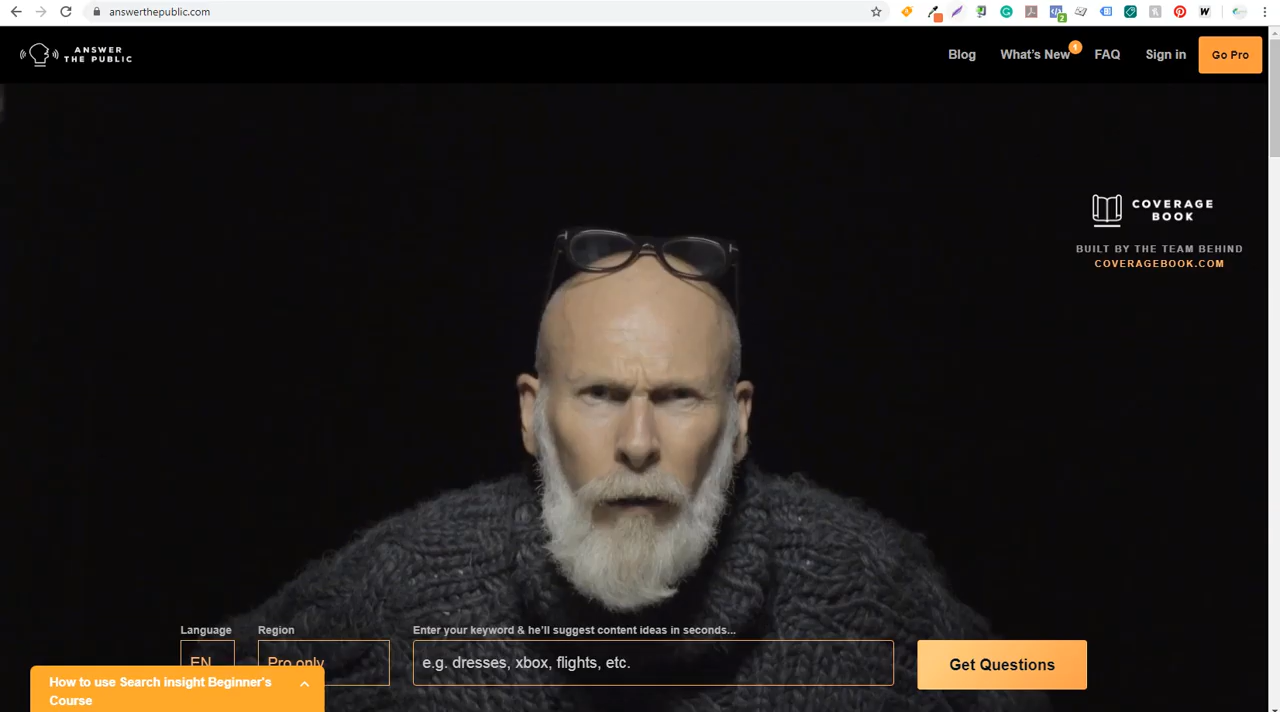 answerthepublic.com
2
W
ANSWER
THE PUBLIC
Blog
What's New
1
FAQ
Sign in
Go Pro
COVERAGE
BOOK
BUILT BY THE TEAM BEHIND
COVERAGEBOOK.COM
Language
Region
Enter your keyword & he'll suggest content ideas in seconds...
EN
Pro only
e.g. dresses, xbox, flights, etc.
Get Questions
How to use Search insight Beginner's
Course